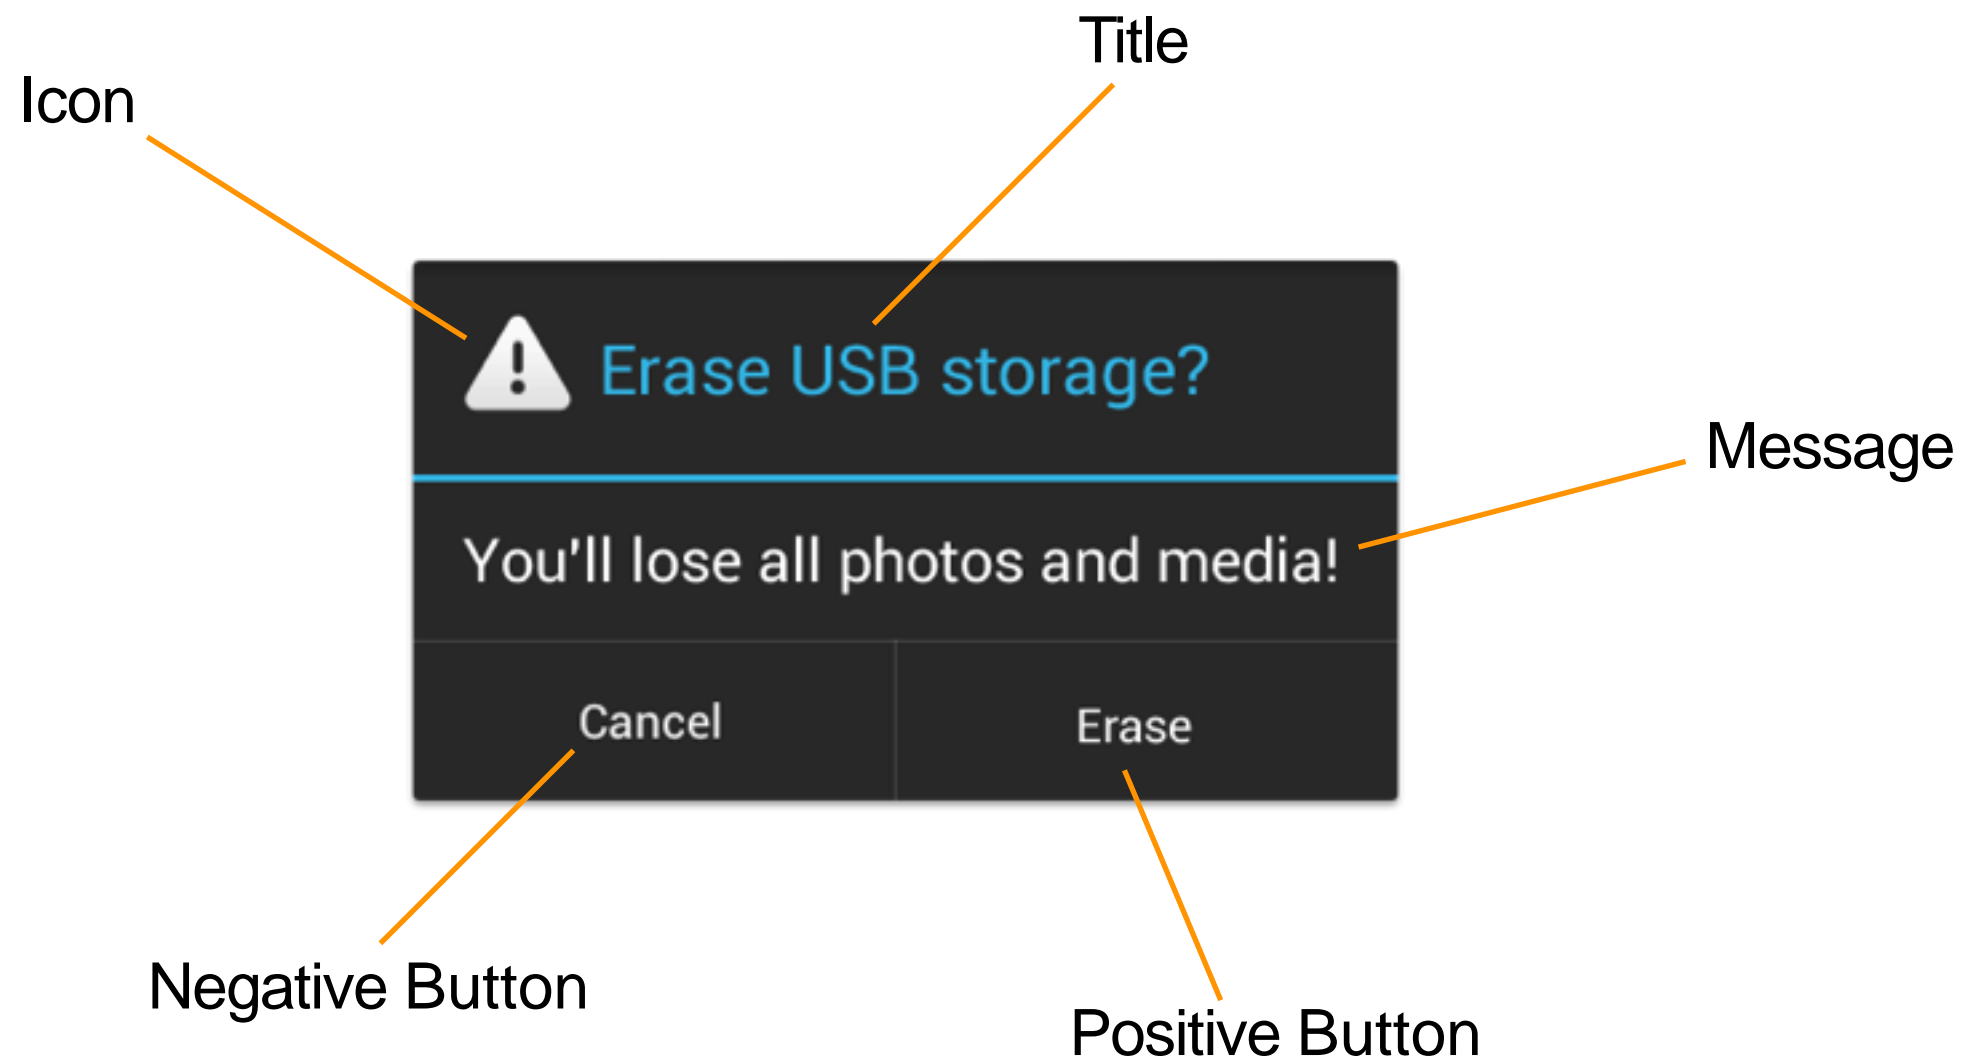 Title
Icon
Erase USB storage?
Message
You'll lose all photos and media!
Cancel
Erase
Negative Button
Positive Button